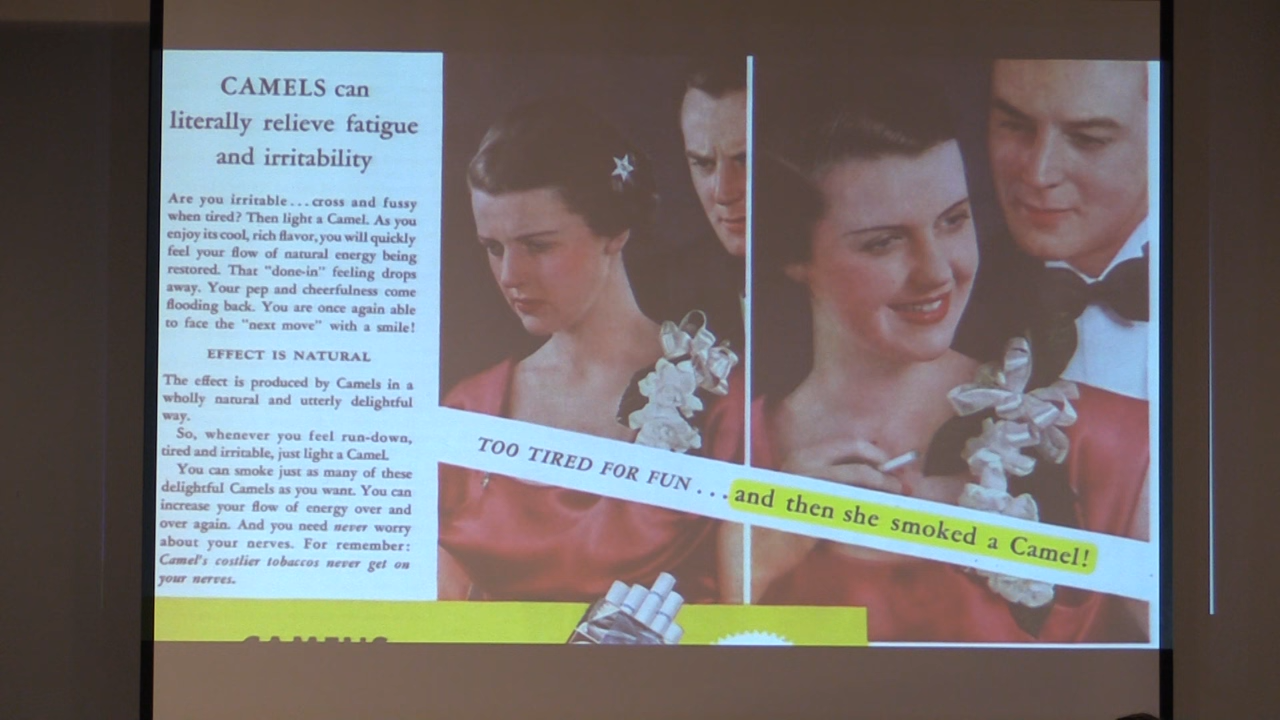 CAMELS can
literally relieve fatigue
and irritability
Are you irritable...cross and fussy
when tired? Then light a Camel. As you
enjoy its cool, rich flavor, you will quickly
feel your flow of natural energy being
restored. That "done-in" feeling drops
away. Your pep and cheerfulness come
flooding back. You are once again able
to face the "next move" with a smile!
EFFECT IS NATURAL
The effect is produced by Camels in a
wholly natural and utterly delightful
way.
So, whenever you feel run-down,
tired and irritable, just light a Camel.
You can smoke just as many of these
delightful Camels as you want. You can
increase your flow of energy over and
over again. And you need never worry
about your nerves. For remember:
Camel's costlier tobaccos never get on
your nerves.
TOO TIRED FOR FUN...and then she smoked a Camel!